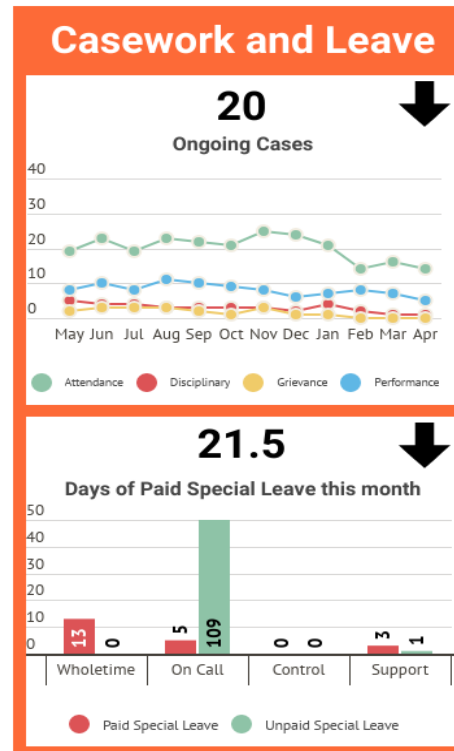 Casework and Leave
20
Ongoing Cases
40
30
20
10
0
May Jun Jul Aug Sep Oct Nov Dec Jan Feb Mar Apr
Attendance Disciplinary Grievance Performance
21.5
Days of Paid Special Leave this month
50
40
30
20
10
0
13 0 5 109 0 0 3 1
Wholetime On Call Control Support
Paid Special Leave Unpaid Special Leave